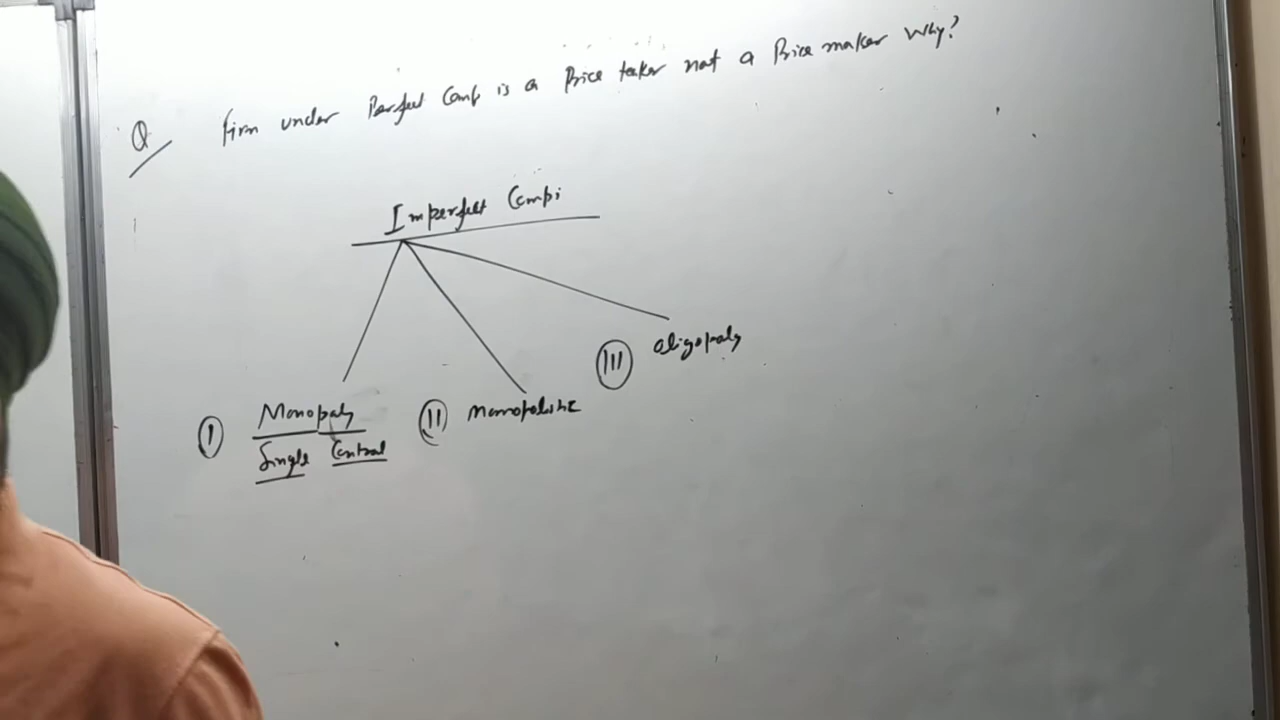 Q Firm under Perfect Comp is a Price taker not a Price maker Why?
Imperfect Compi
III Oligopoly
I Monopoly
II Monopolistic
Single Control